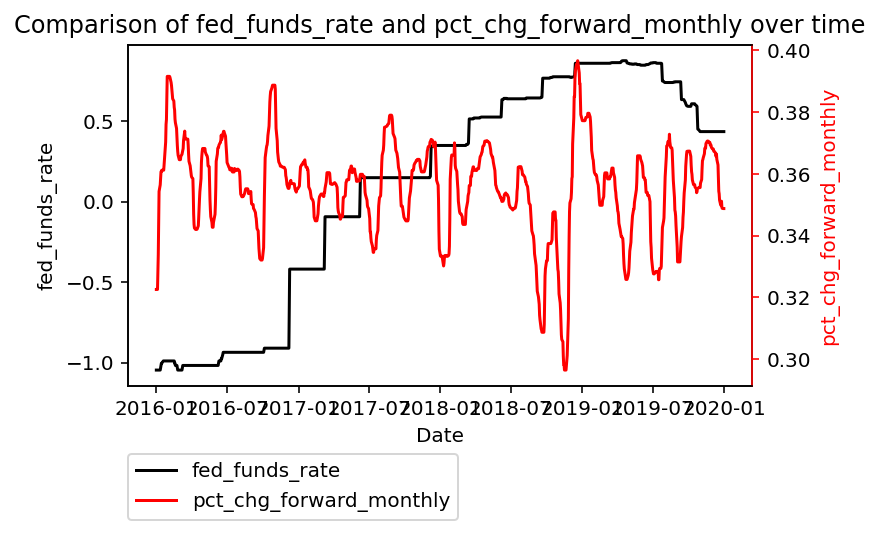 Comparison of fed_funds_rate and pct_chg_forward_monthly over time
fed_funds_rate
0.5
0.0
−0.5
−1.0
0.40
0.38
0.36
0.34
0.32
0.30
pct_chg_forward_monthly
2016-01 2016-07 2017-01 2017-07 2018-01 2018-07 2019-01 2019-07 2020-01
Date
fed_funds_rate
pct_chg_forward_monthly